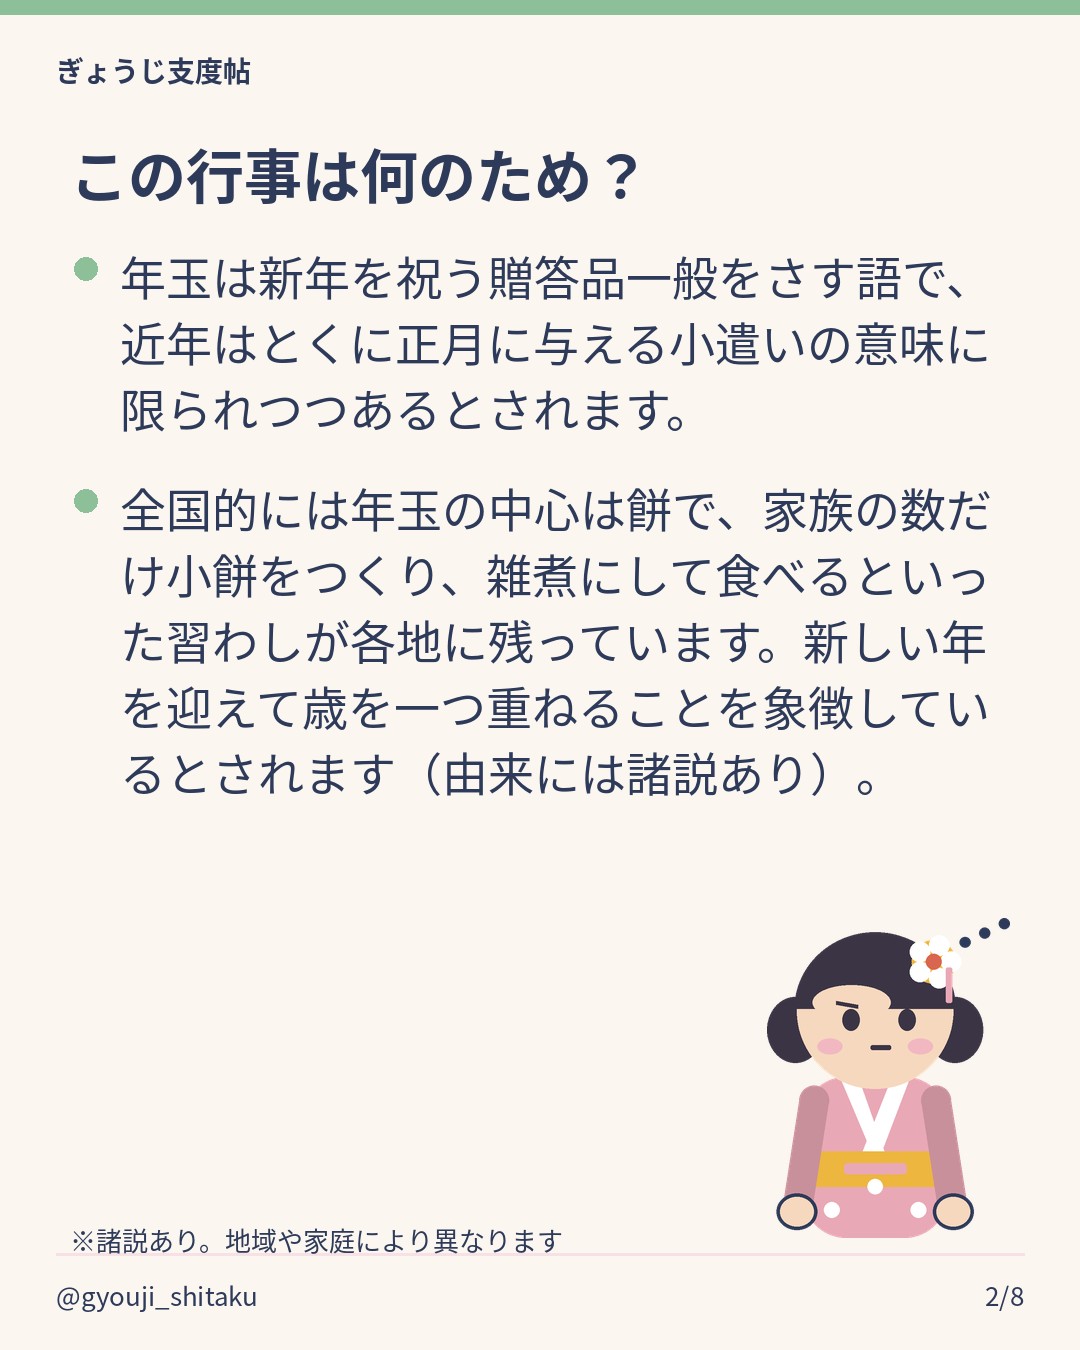 ぎょうじ支度帖
この行事は何のため？
年玉は新年を祝う贈答品一般をさす語で、
近年はとくに正月に与える小遣いの意味に
限られつつあるとされます。
全国的には年玉の中心は餅で、家族の数だ
け小餅をつくり、雑煮にして食べるといっ
た習わしが各地に残っています。新しい年
を迎えて歳を一つ重ねることを象徴してい
るとされます（由来には諸説あり）。
※諸説あり。地域や家庭により異なります
@gyouji_shitaku
2/8